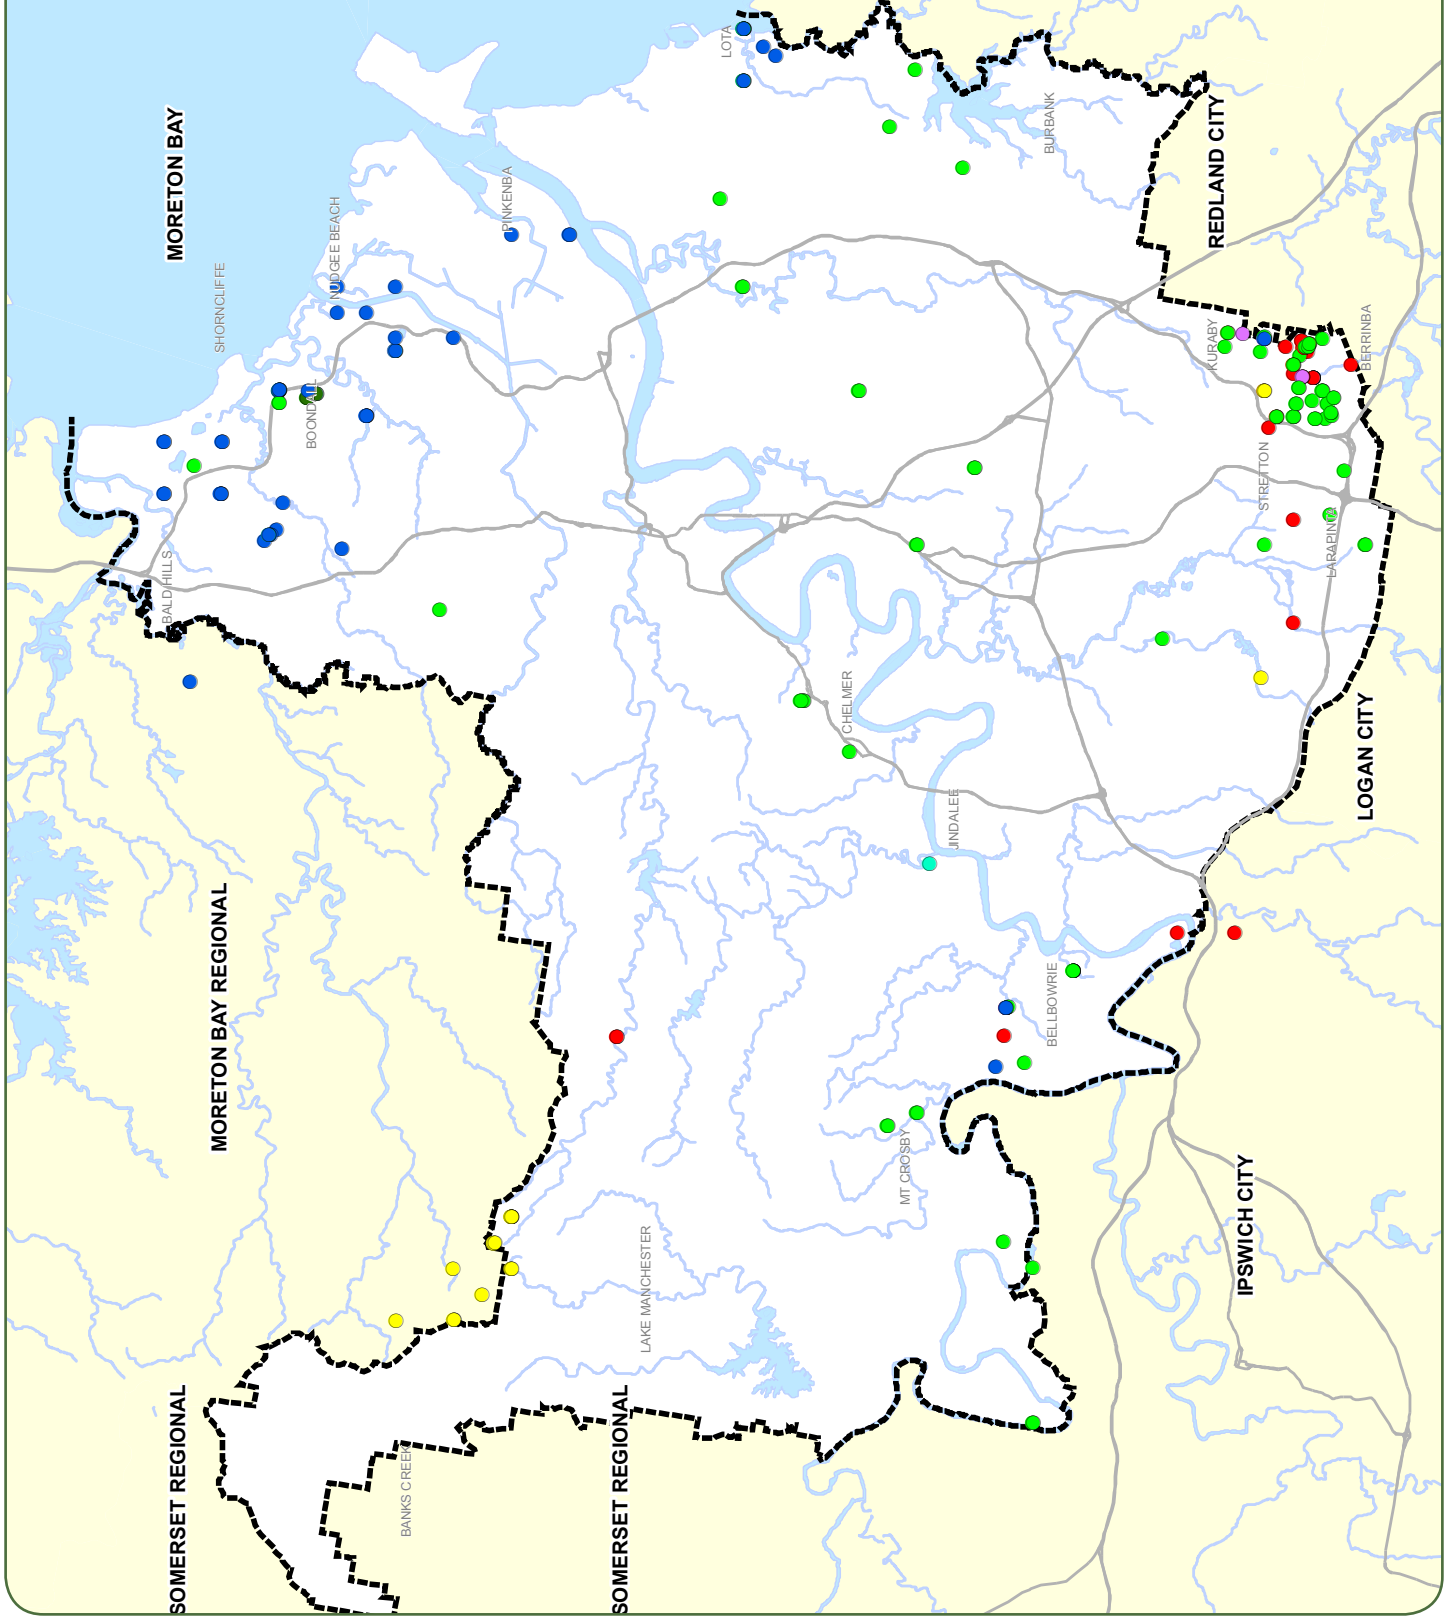 LOTA
MORETON BAY
BURBANK
REDLAND CITY
PINKENBA
NUDGEE BEACH
SHORNCLIFFE
KURABY
BERRINBA
BOONDALL
STRETTON
LARAPINTA
BALD HILLS
CHELMER
LOGAN CITY
JINDALEE
MORETON BAY REGIONAL
BELLBOWRIE
MT CROSBY
IPSWICH CITY
LAKE MANCHESTER
SOMERSET REGIONAL
SOMERSET REGIONAL
BANKS CREEK